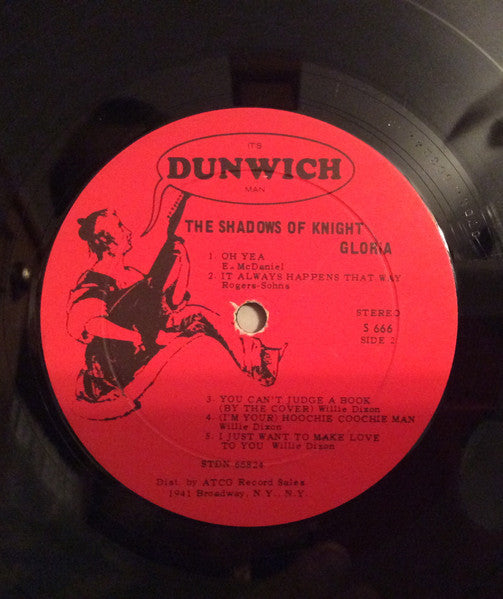 IT'S
DUNWICH
MAN
THE SHADOWS OF KNIGHT
GLORIA
1. OH YEA
E. McDaniel
2. IT ALWAYS HAPPENS THAT WAY
Rogers-Sohns
STEREO
S 666
SIDE 2
3. YOU CAN'T JUDGE A BOOK
(BY THE COVER) Willie Dixon
4. (I'M YOUR) HOOCHIE COOCHIE MAN
Willie Dixon
5. I JUST WANT TO MAKE LOVE
TO YOU Willie Dixon
STDN 65824
Dist. by ATCG Record Sales
1941 Broadway, N.Y., N.Y.